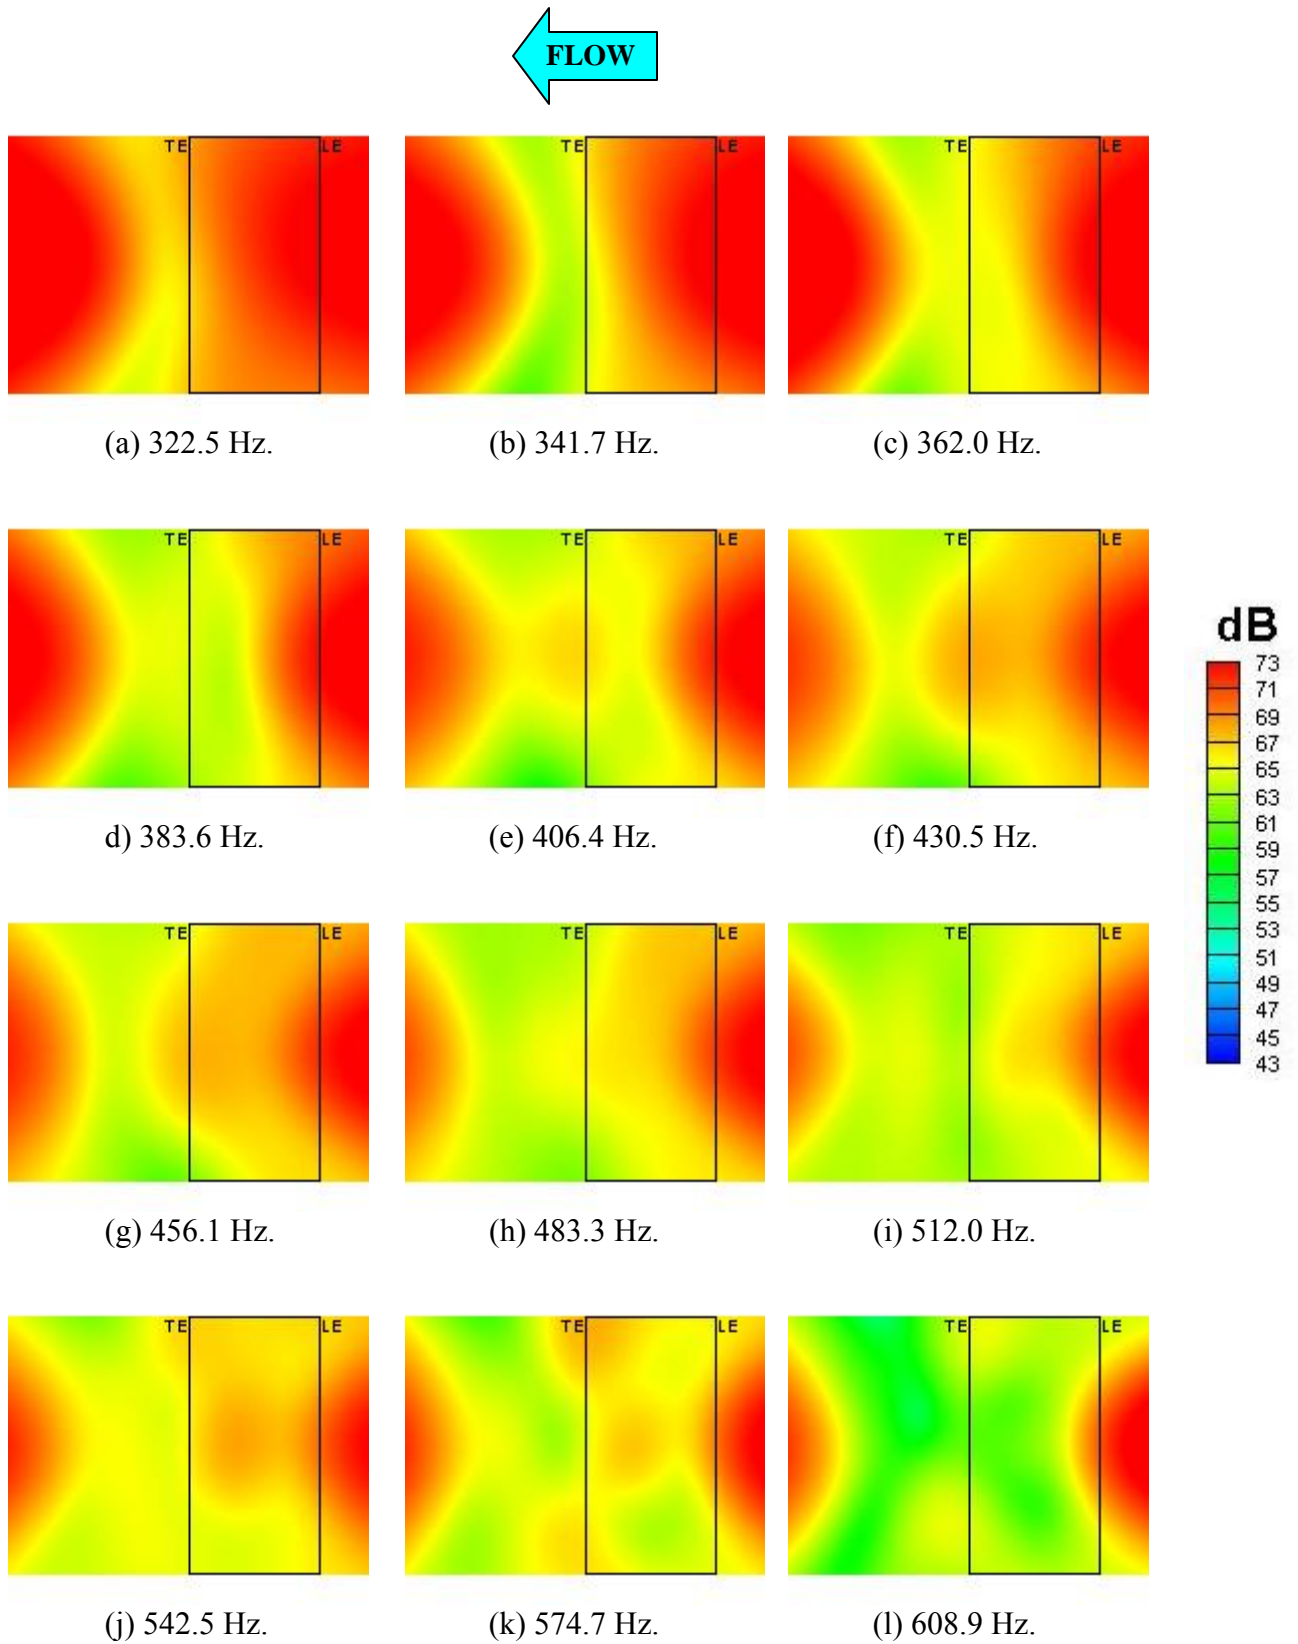 FLOW
TE LE TE LE TE LE
(a) 322.5 Hz. (b) 341.7 Hz. (c) 362.0 Hz.
TE LE TE LE TE LE
d) 383.6 Hz. (e) 406.4 Hz. (f) 430.5 Hz.
dB
73
71
69
67
65
63
61
59
57
55
53
51
49
47
45
43
TE LE TE LE TE LE
(g) 456.1 Hz. (h) 483.3 Hz. (i) 512.0 Hz.
TE LE TE LE TE LE
(j) 542.5 Hz. (k) 574.7 Hz. (l) 608.9 Hz.